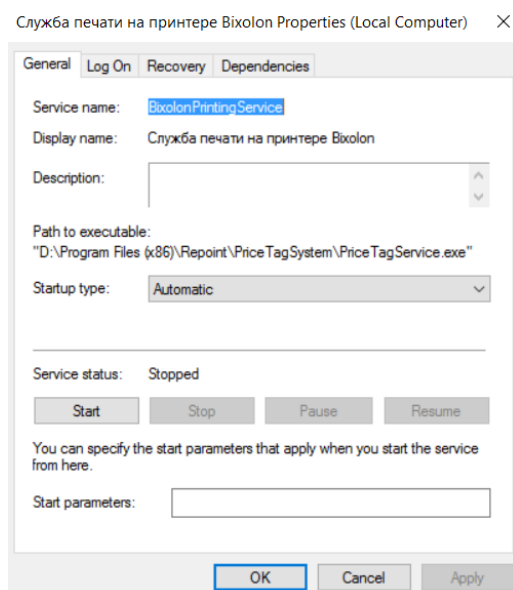 Служба печати на принтере Bixolon Properties (Local Computer)
General Log On Recovery Dependencies
Service name: BixolonPrintingService
Display name: Служба печати на принтере Bixolon
Description:
Path to executable:
"D:\Program Files (x86)\Repoint\PriceTagSystem\PriceTagService.exe"
Startup type: Automatic
Service status: Stopped
Start Stop Pause Resume
You can specify the start parameters that apply when you start the service
from here.
Start parameters:
OK Cancel Apply